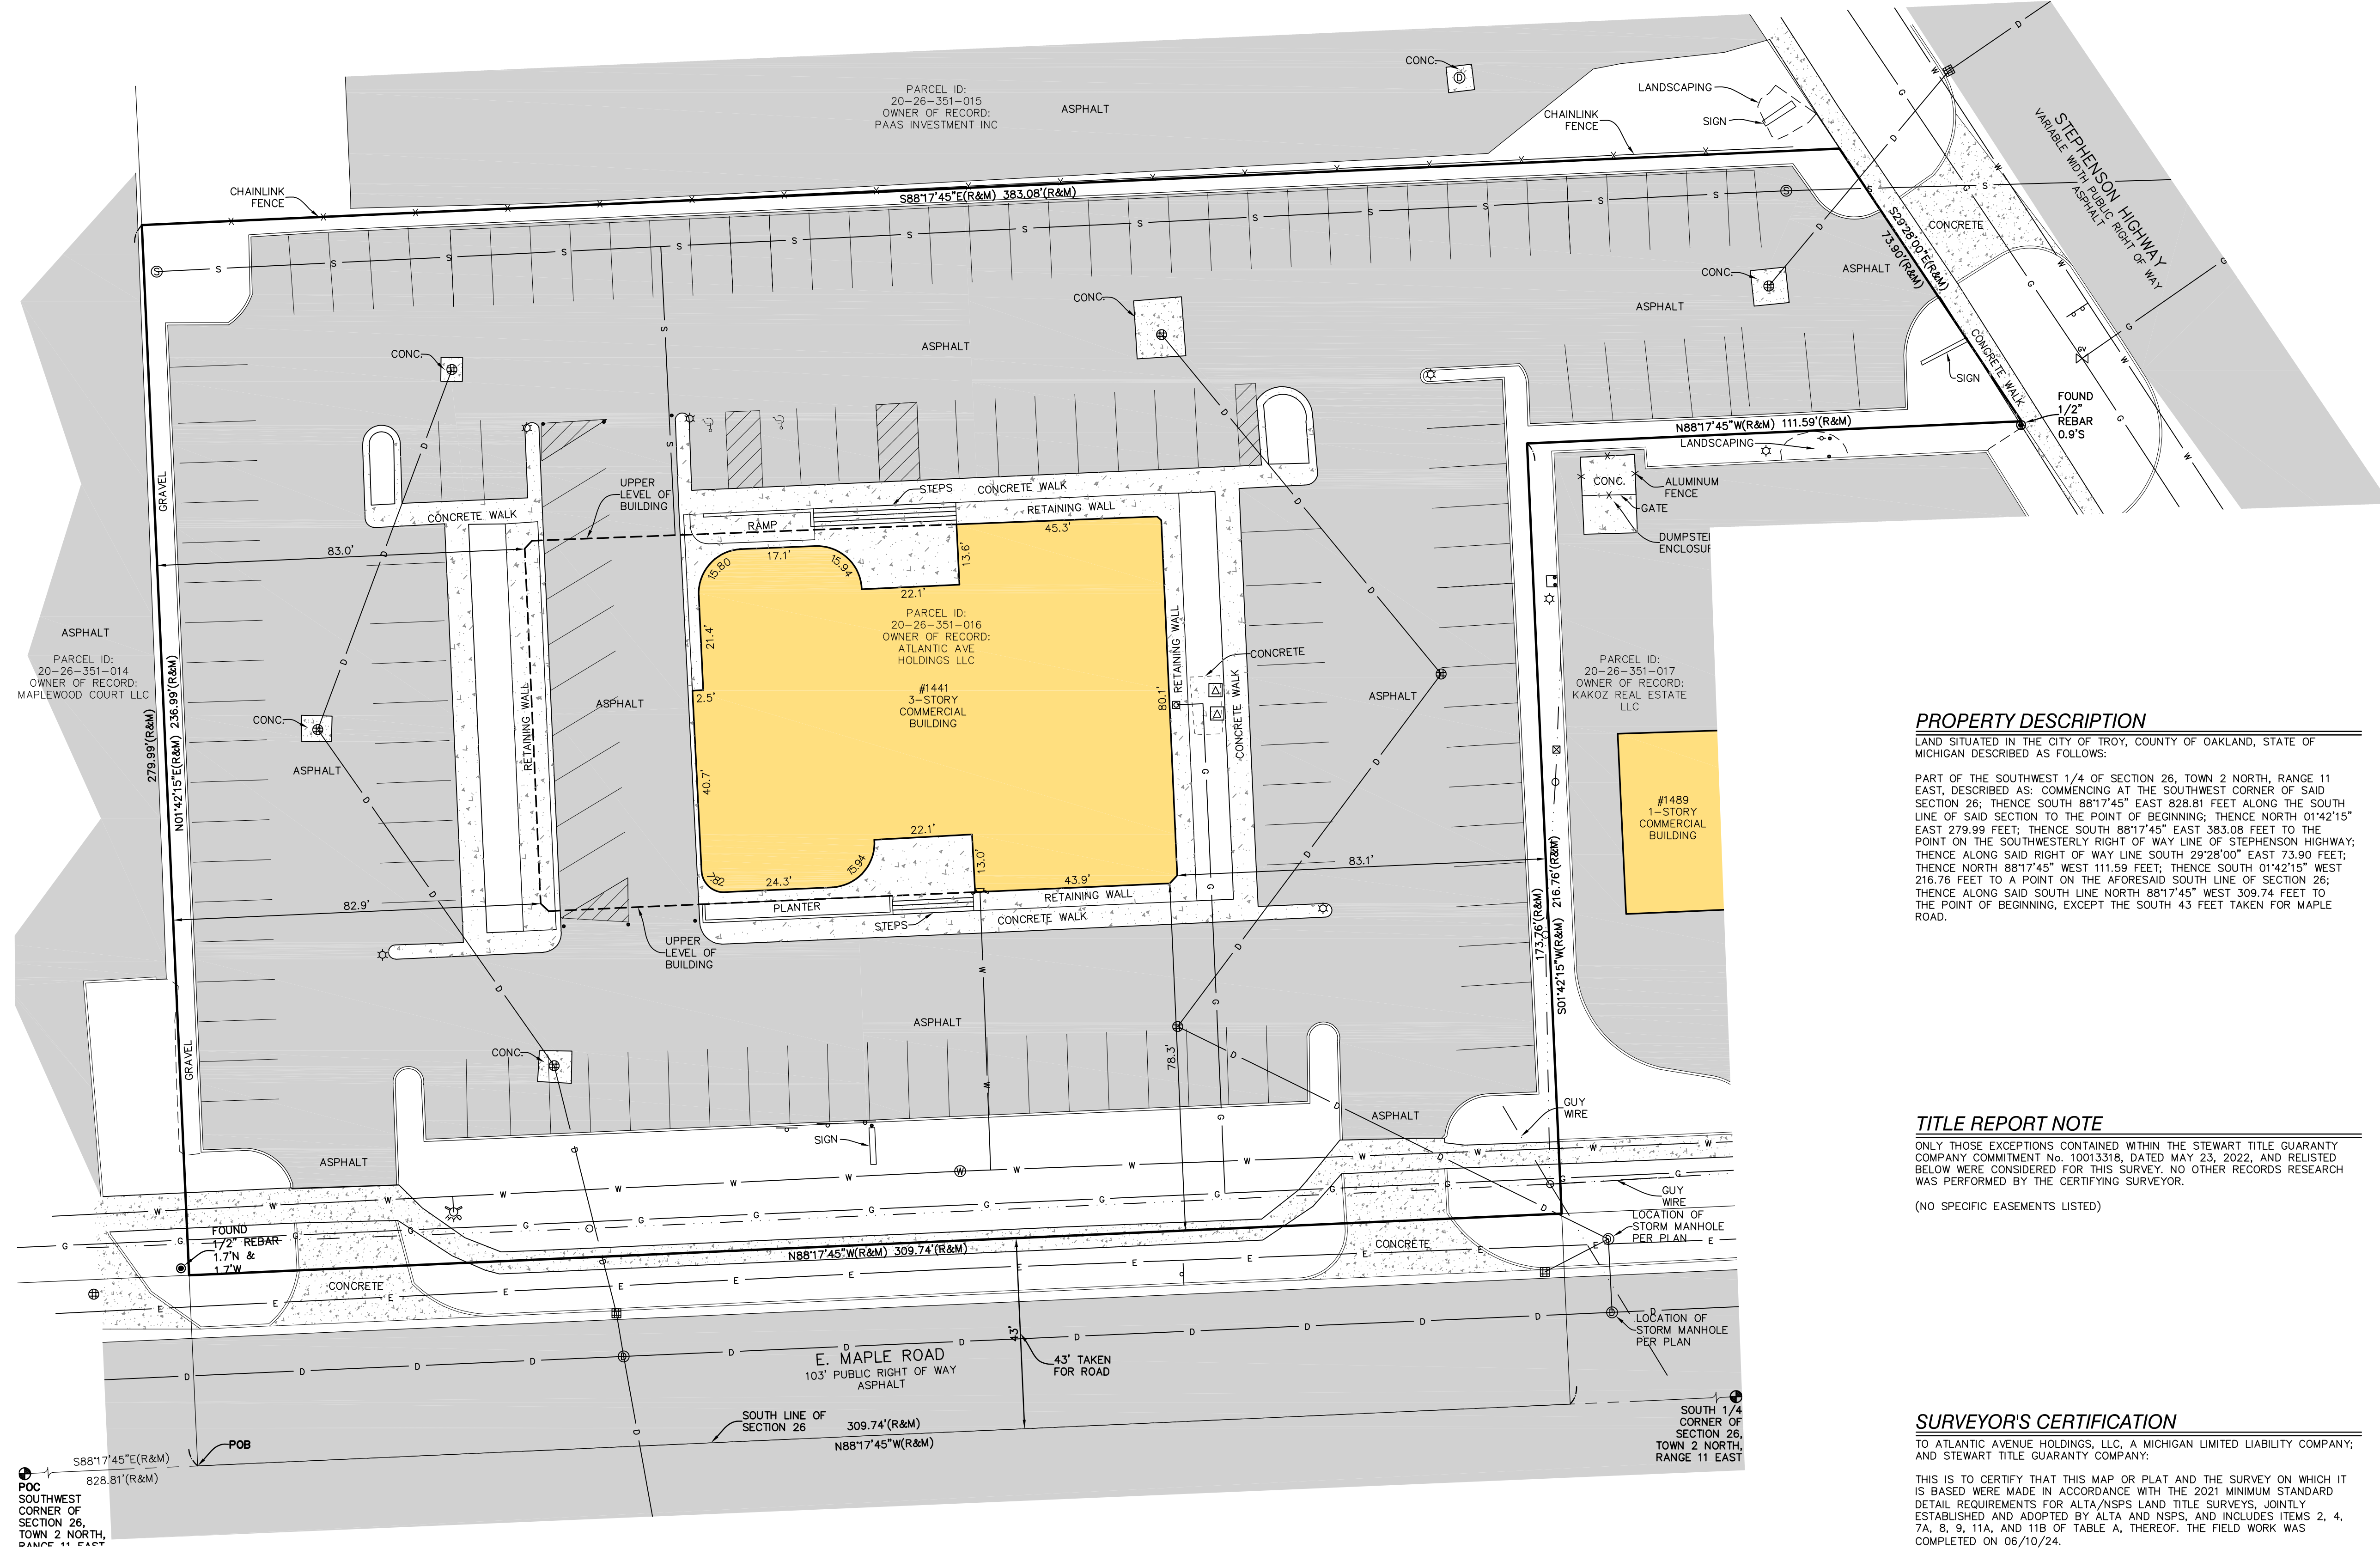 CONC.
PARCEL ID:
20-26-351-015
OWNER OF RECORD:
PAAS INVESTMENT INC
ASPHALT
LANDSCAPING
SIGN
CHAINLINK
FENCE
STEPHENSON HIGHWAY
VARIABLE WIDTH PUBLIC RIGHT OF WAY
ASPHALT
CHAINLINK
FENCE
S88°17'45"E(R&M) 383.08'(R&M)
S29°28'00"E(R&M)
73.90'(R&M)
CONCRETE
ASPHALT
CONC.
ASPHALT
CONC.
ASPHALT
CONC.
CONCRETE WALK
SIGN
FOUND
1/2"
REBAR
0.9'S
N88°17'45"W(R&M) 111.59'(R&M)
LANDSCAPING
GRAVEL
UPPER
LEVEL OF
BUILDING
STEPS
CONCRETE WALK
RETAINING WALL
CONC.
ALUMINUM
FENCE
GATE
CONCRETE WALK
RAMP
45.3'
83.0'
17.1'
15.80
15.94
13.6'
22.1'
21.4'
PARCEL ID:
20-26-351-016
OWNER OF RECORD:
ATLANTIC AVE
HOLDINGS LLC
#1441
3-STORY
COMMERCIAL
BUILDING
2.5'
40.7'
80.1'
RETAINING WALL
CONCRETE
CONCRETE WALK
ASPHALT
ASPHALT
RETAINING WALL
ASPHALT
PARCEL ID:
20-26-351-014
OWNER OF RECORD:
MAPLEWOOD COURT LLC
279.99'(R&M)
N01°42'15"E(R&M) 236.99'(R&M)
CONC.
ASPHALT
PARCEL ID:
20-26-351-017
OWNER OF RECORD:
KAKOZ REAL ESTATE
LLC
#1489
1-STORY
COMMERCIAL
BUILDING
22.1'
15.94
13.0'
7.82
24.3'
43.9'
83.1'
82.9'
PLANTER
RETAINING WALL
STEPS
CONCRETE WALK
UPPER
LEVEL OF
BUILDING
173.76'(R&M)
S01°42'15"W(R&M) 216.76'(R&M)
ASPHALT
GRAVEL
CONC.
78.3'
SIGN
ASPHALT
ASPHALT
GUY
WIRE
GUY
WIRE
LOCATION OF
STORM MANHOLE
PER PLAN
FOUND
1/2" REBAR
1.7'N &
1.7'W
N88°17'45"W(R&M) 309.74'(R&M)
CONCRETE
CONCRETE
LOCATION OF
STORM MANHOLE
PER PLAN
E. MAPLE ROAD
103' PUBLIC RIGHT OF WAY
ASPHALT
43'
43' TAKEN
FOR ROAD
SOUTH LINE OF
SECTION 26
309.74'(R&M)
N88°17'45"W(R&M)
POB
S88°17'45"E(R&M)
828.81'(R&M)
POC
SOUTHWEST
CORNER OF
SECTION 26,
TOWN 2 NORTH,
RANGE 11 EAST
SOUTH 1/4
CORNER OF
SECTION 26,
TOWN 2 NORTH,
RANGE 11 EAST
PROPERTY DESCRIPTION
LAND SITUATED IN THE CITY OF TROY, COUNTY OF OAKLAND, STATE OF
MICHIGAN DESCRIBED AS FOLLOWS:
PART OF THE SOUTHWEST 1/4 OF SECTION 26, TOWN 2 NORTH, RANGE 11
EAST, DESCRIBED AS: COMMENCING AT THE SOUTHWEST CORNER OF SAID
SECTION 26; THENCE SOUTH 88°17'45" EAST 828.81 FEET ALONG THE SOUTH
LINE OF SAID SECTION TO THE POINT OF BEGINNING; THENCE NORTH 01°42'15"
EAST 279.99 FEET; THENCE SOUTH 88°17'45" EAST 383.08 FEET TO THE
POINT ON THE SOUTHWESTERLY RIGHT OF WAY LINE OF STEPHENSON HIGHWAY;
THENCE ALONG SAID RIGHT OF WAY LINE SOUTH 29°28'00" EAST 73.90 FEET;
THENCE NORTH 88°17'45" WEST 111.59 FEET; THENCE SOUTH 01°42'15" WEST
216.76 FEET TO A POINT ON THE AFORESAID SOUTH LINE OF SECTION 26;
THENCE ALONG SAID SOUTH LINE NORTH 88°17'45" WEST 309.74 FEET TO
THE POINT OF BEGINNING, EXCEPT THE SOUTH 43 FEET TAKEN FOR MAPLE
ROAD.
TITLE REPORT NOTE
ONLY THOSE EXCEPTIONS CONTAINED WITHIN THE STEWART TITLE GUARANTY
COMPANY COMMITMENT No. 10013318, DATED MAY 23, 2022, AND RELISTED
BELOW WERE CONSIDERED FOR THIS SURVEY. NO OTHER RECORDS RESEARCH
WAS PERFORMED BY THE CERTIFYING SURVEYOR.
(NO SPECIFIC EASEMENTS LISTED)
SURVEYOR'S CERTIFICATION
TO ATLANTIC AVENUE HOLDINGS, LLC, A MICHIGAN LIMITED LIABILITY COMPANY;
AND STEWART TITLE GUARANTY COMPANY:
THIS IS TO CERTIFY THAT THIS MAP OR PLAT AND THE SURVEY ON WHICH IT
IS BASED WERE MADE IN ACCORDANCE WITH THE 2021 MINIMUM STANDARD
DETAIL REQUIREMENTS FOR ALTA/NSPS LAND TITLE SURVEYS, JOINTLY
ESTABLISHED AND ADOPTED BY ALTA AND NSPS, AND INCLUDES ITEMS 2, 4,
7A, 8, 9, 11A, AND 11B OF TABLE A, THEREOF. THE FIELD WORK WAS
COMPLETED ON 06/10/24.